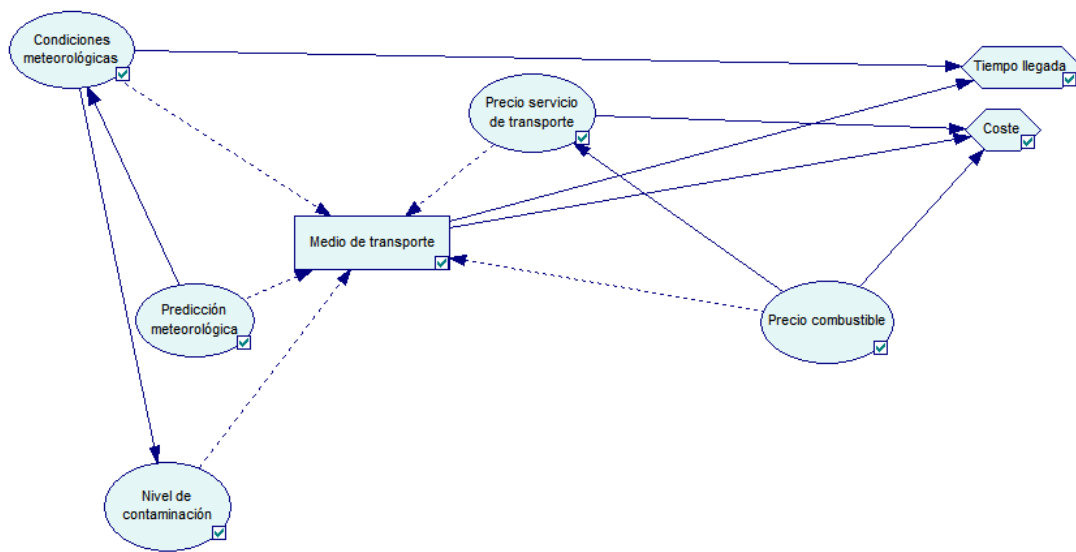 Condiciones
meteorológicas
Tiempo llegada
Precio servicio
de transporte
Coste
Medio de transporte
Predicción
meteorológica
Precio combustible
Nivel de
contaminación